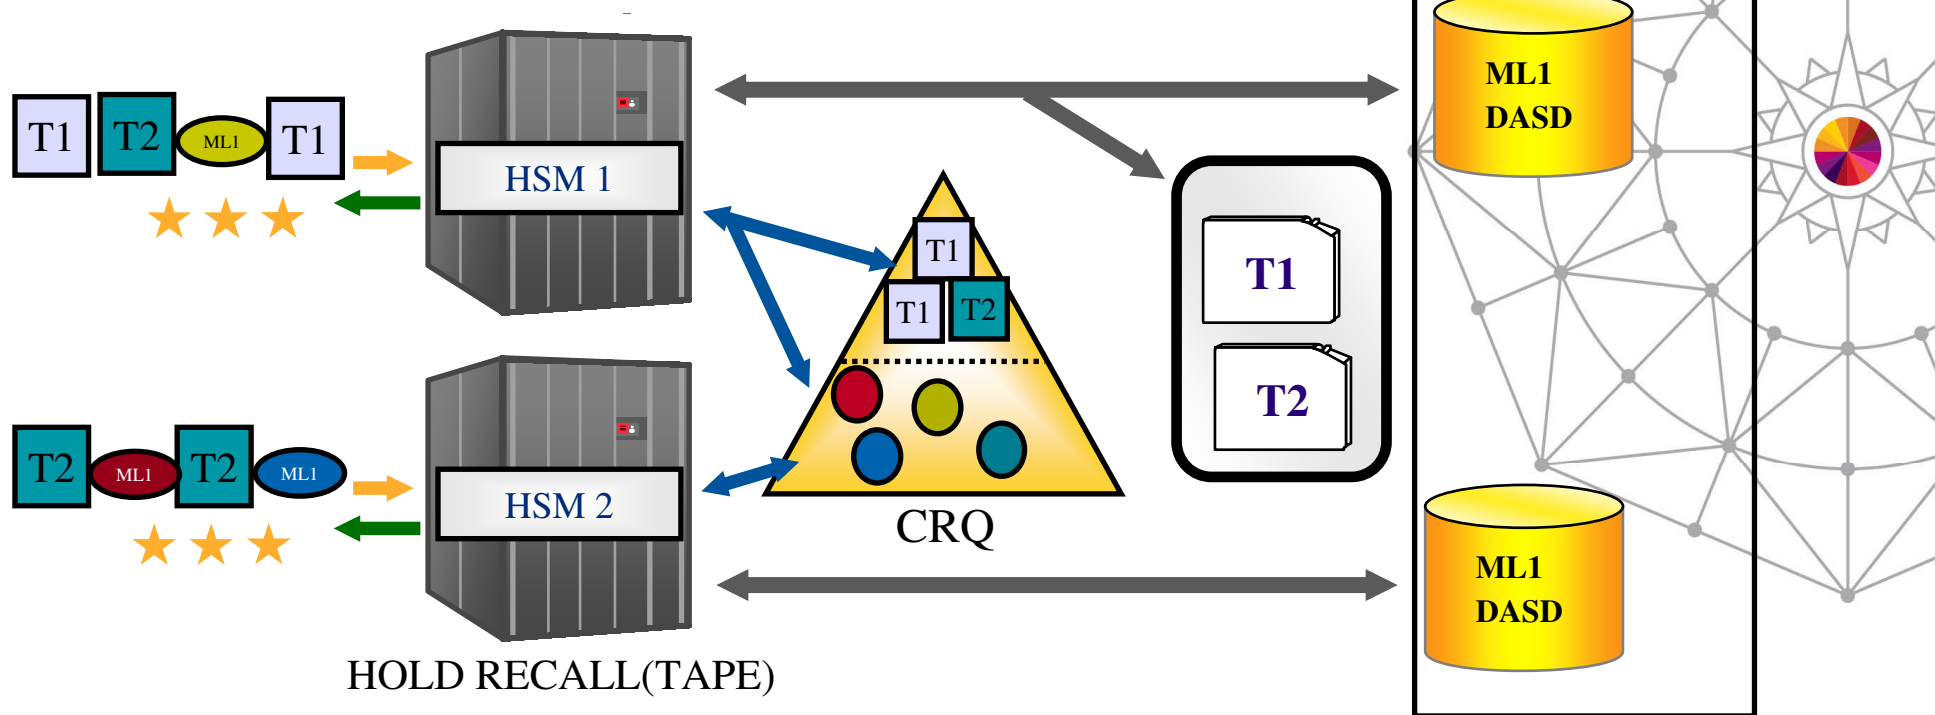 T1 T2 ML1 T1
HSM 1
T2 ML1 T2 ML1
HSM 2
HOLD RECALL(TAPE)
T1
T1 T2
CRQ
T1
T2
ML1
DASD
ML1
DASD